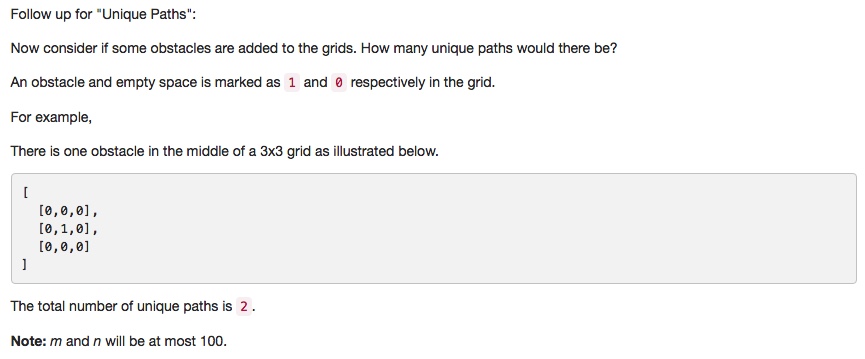 Follow up for "Unique Paths":
Now consider if some obstacles are added to the grids. How many unique paths would there be?
An obstacle and empty space is marked as 1 and 0 respectively in the grid.
For example,
There is one obstacle in the middle of a 3x3 grid as illustrated below.
[
  [0,0,0],
  [0,1,0],
  [0,0,0]
]
The total number of unique paths is 2.
Note: m and n will be at most 100.